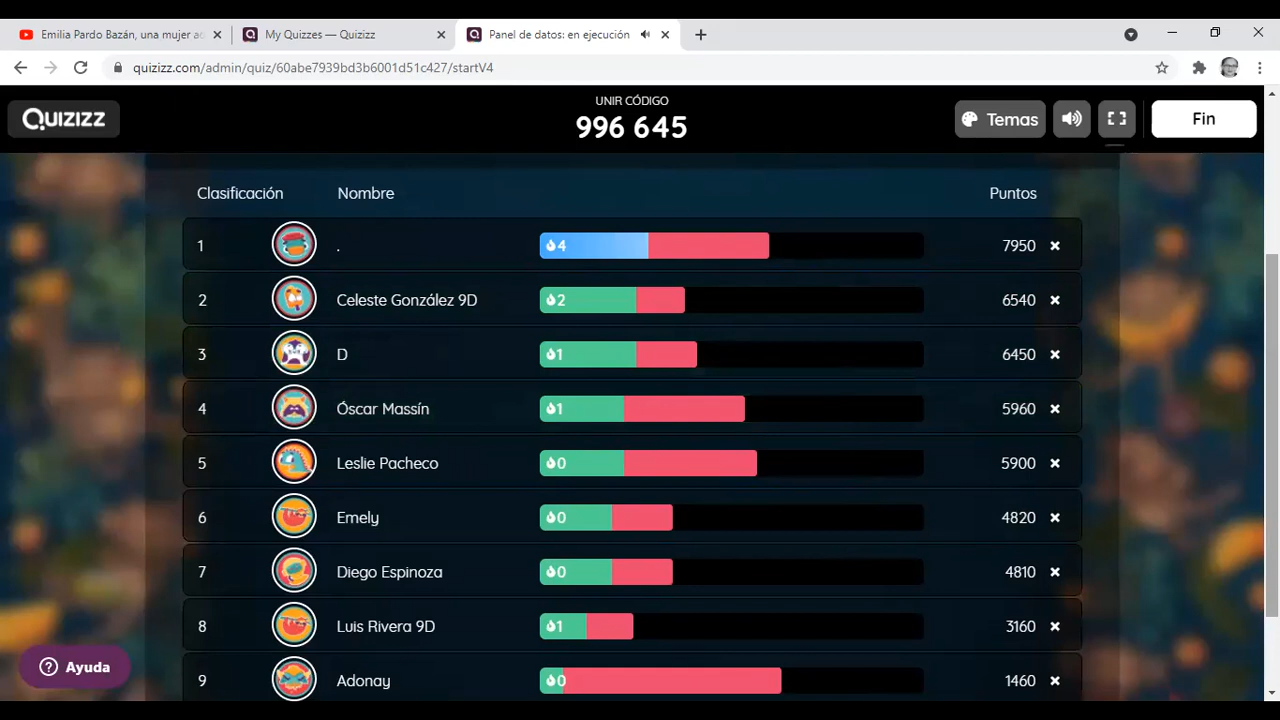 Emilia Pardo Bazán, una mujer ad
My Quizzes — Quizizz
Panel de datos: en ejecución
quizizz.com/admin/quiz/60abe7939bd3b6001d51c427/startV4
Quizizz
UNIR CÓDIGO
996 645
Temas
Fin
Clasificación Nombre Puntos
1 . 4 7950
2 Celeste González 9D 2 6540
3 D 1 6450
4 Óscar Massín 1 5960
5 Leslie Pacheco 0 5900
6 Emely 0 4820
7 Diego Espinoza 0 4810
8 Luis Rivera 9D 1 3160
9 Adonay 0 1460
Ayuda